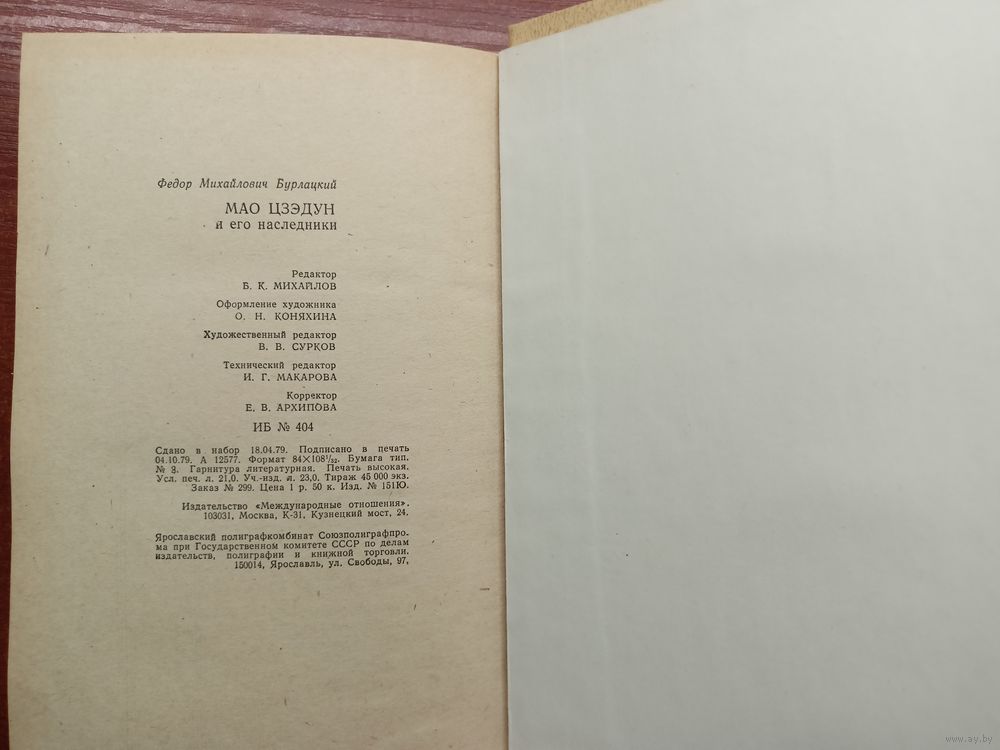 Федор Михайлович Бурлацкий
МАО ЦЗЭДУН
и его наследники
Редактор
Б. К. МИХАЙЛОВ
Оформление художника
О. Н. КОНЯХИНА
Художественный редактор
В. В. СУРКОВ
Технический редактор
И. Г. МАКАРОВА
Корректор
Е. В. АРХИПОВА
ИБ № 404
Сдано в набор 18.04.79. Подписано в печать
04.10.79. А 12577. Формат 84×108¹/₃₂. Бумага тип.
№ 3. Гарнитура литературная. Печать высокая.
Усл. печ. л. 21,0. Уч.-изд. л. 23,0. Тираж 45 000 экз.
Заказ № 299. Цена 1 р. 50 к. Изд. № 151Ю.
Издательство «Международные отношения».
103031, Москва, К-31, Кузнецкий мост, 24.
Ярославский полиграфкомбинат Союзполиграфпро-
ма при Государственном комитете СССР по делам
издательств, полиграфии и книжной торговли.
150014, Ярославль, ул. Свободы, 97,
www.ay.by